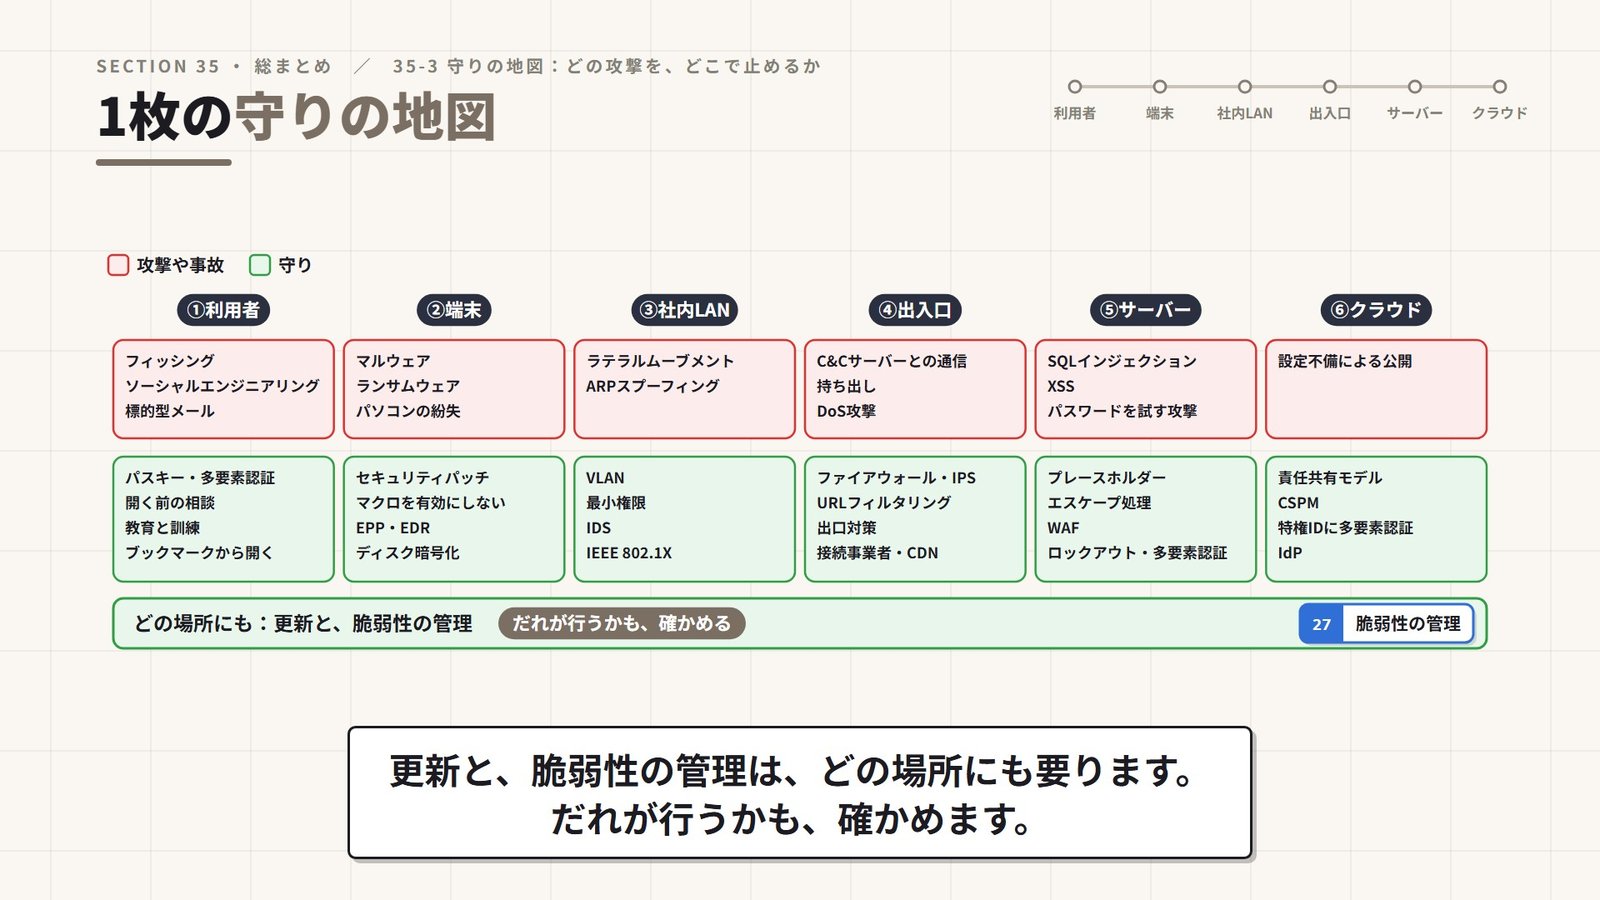 SECTION 35 ・ 総まとめ ／ 35-3 守りの地図：どの攻撃を、どこで止めるか
1枚の守りの地図
利用者
端末
社内LAN
出入口
サーバー
クラウド
攻撃や事故
守り
①利用者
②端末
③社内LAN
④出入口
⑤サーバー
⑥クラウド
フィッシング
ソーシャルエンジニアリング
標的型メール
マルウェア
ランサムウェア
パソコンの紛失
ラテラルムーブメント
ARPスプーフィング
C&Cサーバーとの通信
持ち出し
DoS攻撃
SQLインジェクション
XSS
パスワードを試す攻撃
設定不備による公開
パスキー・多要素認証
開く前の相談
教育と訓練
ブックマークから開く
セキュリティパッチ
マクロを有効にしない
EPP・EDR
ディスク暗号化
VLAN
最小権限
IDS
IEEE 802.1X
ファイアウォール・IPS
URLフィルタリング
出口対策
接続事業者・CDN
プレースホルダー
エスケープ処理
WAF
ロックアウト・多要素認証
責任共有モデル
CSPM
特権IDに多要素認証
IdP
どの場所にも：更新と、脆弱性の管理
だれが行うかも、確かめる
27 脆弱性の管理
更新と、脆弱性の管理は、どの場所にも要ります。
だれが行うかも、確かめます。